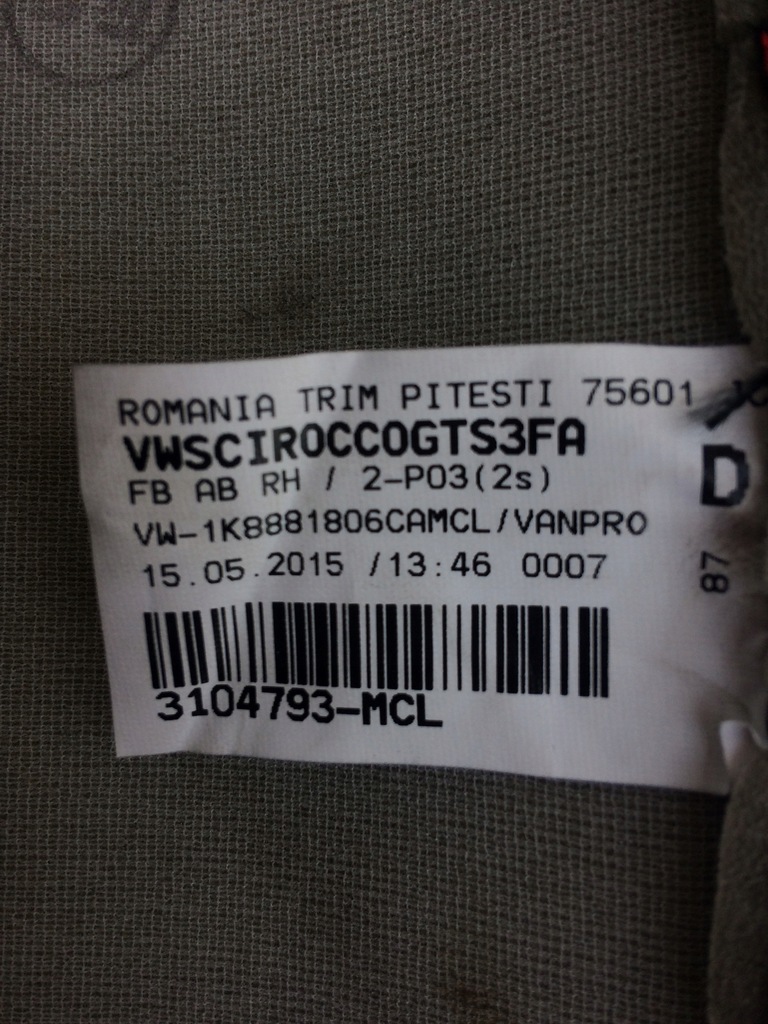 ROMANIA TRIM PITESTI 75601
VWSCIROCCOGTS3FA
FB AB RH / 2-P03(2s)
D
VW-1K8881806CAMCL/VANPRO
15.05.2015 /13:46 0007
87
3104793-MCL